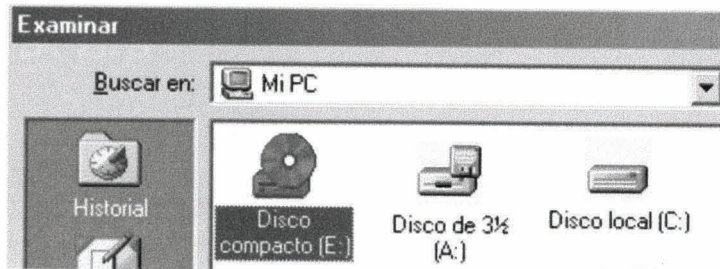 Examinar
Buscar en: Mi PC
Historial
Disco
compacto (E:)
Disco de 3½
(A:)
Disco local (C:)